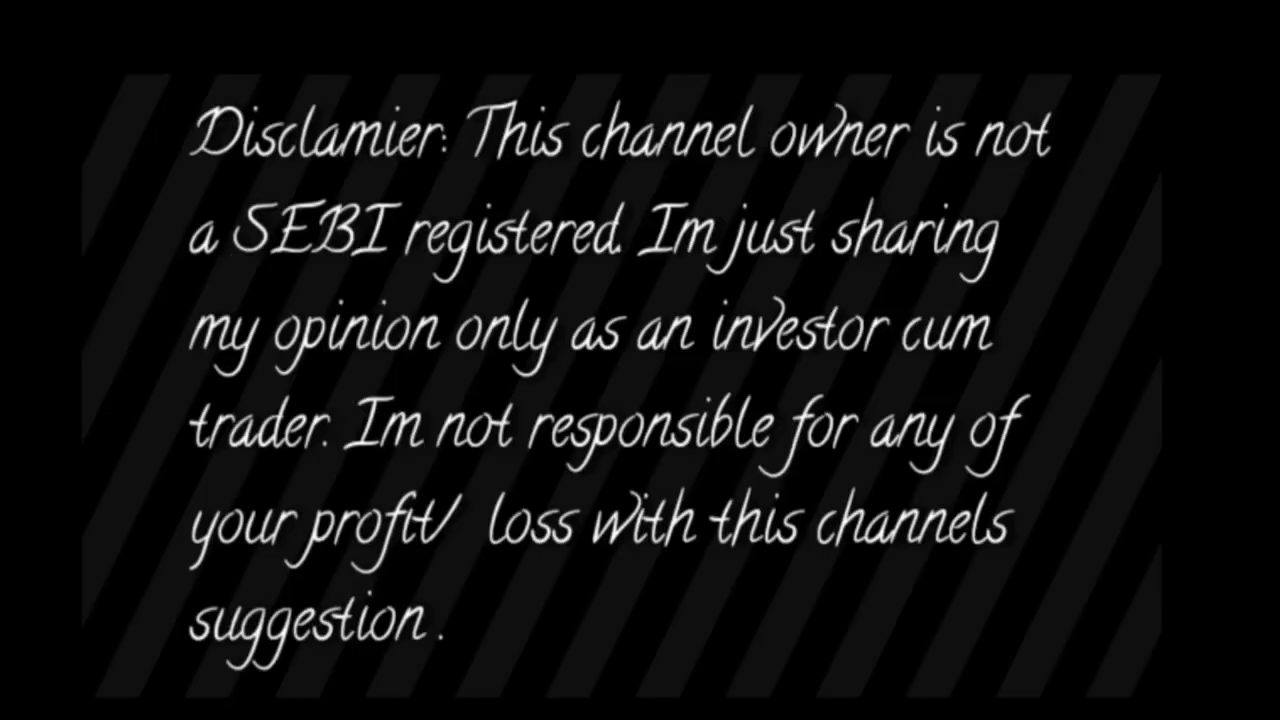 Disclamier: This channel owner is not
a SEBI registered. Im just sharing
my opinion only as an investor cum
trader. Im not responsible for any of
your profit/ loss with this channels
suggestion .